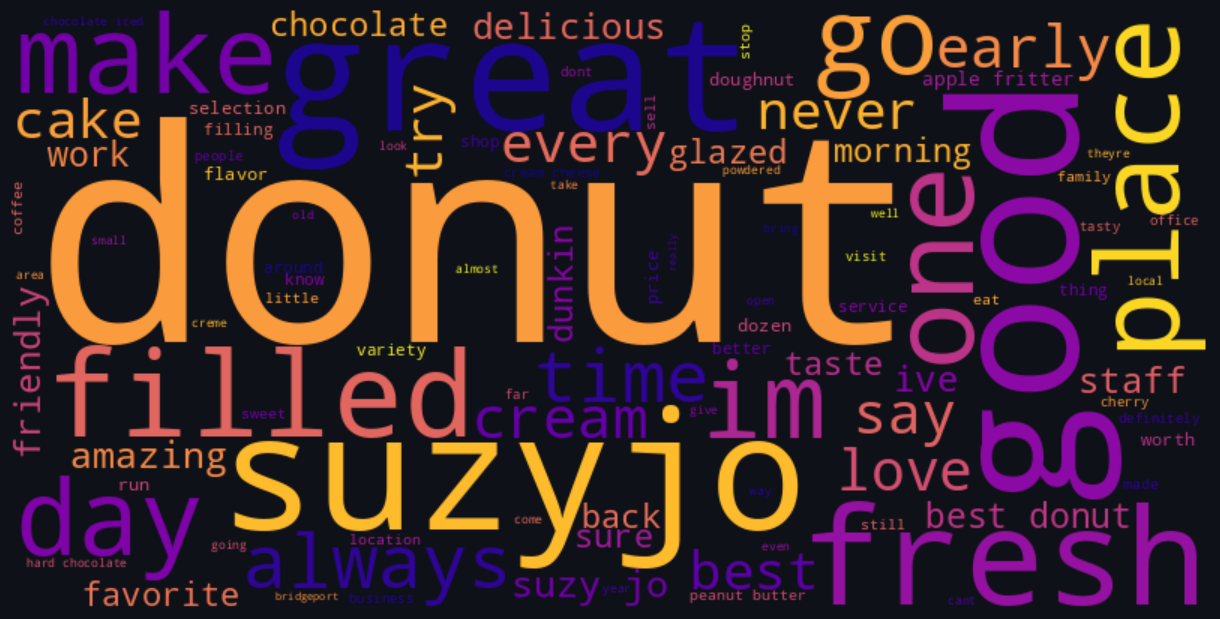 chocolate iced
make
chocolate
great
delicious
stop
go
early
place
dont
doughnut
apple fritter
good
cake
selection
filling
try
sell
never
work
people
flavor
look
shop
every
glazed
cream cheese
powdered
take
morning
theyre
family
coffee
donut
old
small
around
know
little
almost
dunkin
price
really
bring
well
visit
one
tasty
office
local
thing
area
creme
open
service
eat
friendly
dozen
variety
better
filled
time
im
taste
ive
staff
far
cream
give
say
cherry
definitely
worth
sweet
amazing
suzyjo
love
made
run
day
way
come
back
sure
still
best donut
fresh
hard chocolate
going
location
always
even
best
favorite
bridgeport
business
suzy jo
year
peanut butter
cant